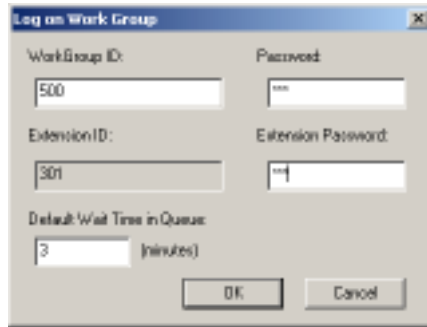 Log on Work Group
WorkGroup ID:
Password:
500
***
Extension ID:
Extension Password:
301
***
Default Wait Time in Queue:
3 (minutes)
OK
Cancel